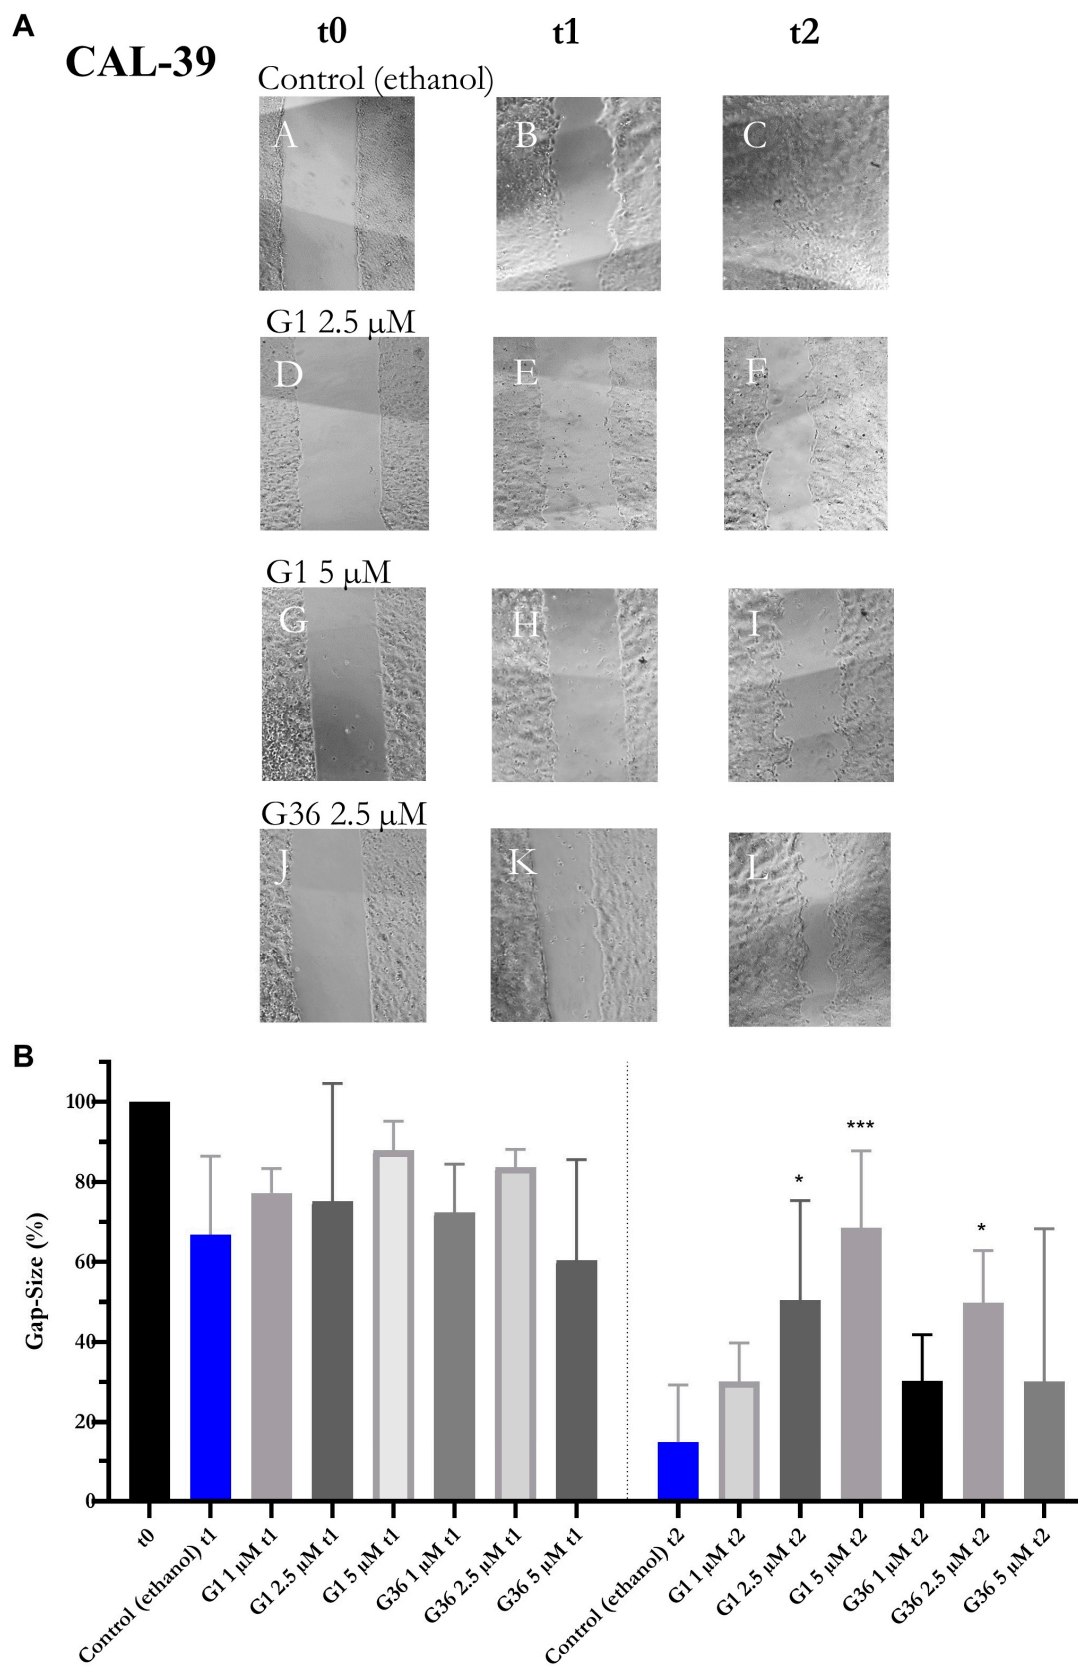 A
t0 t1 t2
CAL-39
Control (ethanol)
A B C
G1 2.5 μM
D E F
G1 5 μM
G H I
G36 2.5 μM
J K L
B
Gap-Size (%)
100
80
60
40
20
0
***
*
*
t0
Control (ethanol) t1
G1 1 μM t1
G1 2.5 μM t1
G1 5 μM t1
G36 1 μM t1
G36 2.5 μM t1
G36 5 μM t1
Control (ethanol) t2
G1 1 μM t2
G1 2.5 μM t2
G1 5 μM t2
G36 1 μM t2
G36 2.5 μM t2
G36 5 μM t2